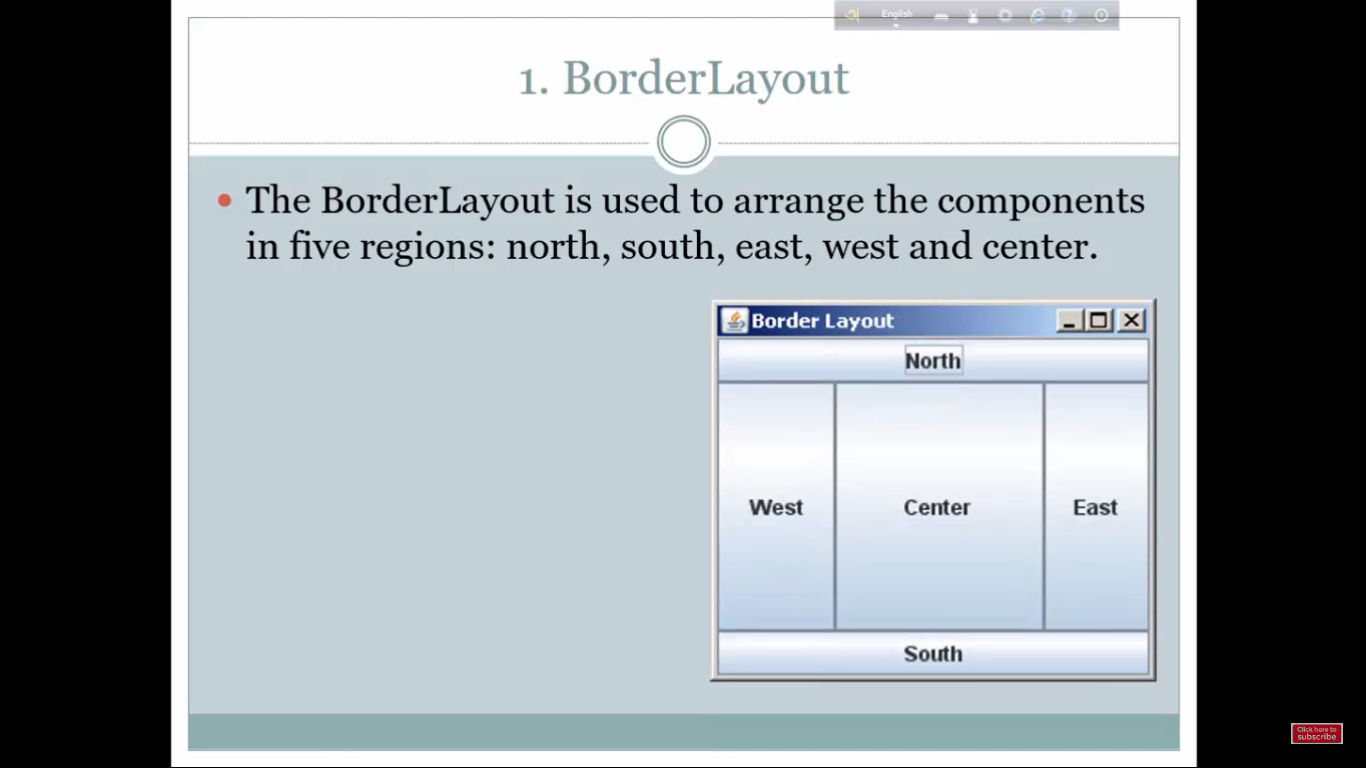 English
1. BorderLayout
The BorderLayout is used to arrange the components
in five regions: north, south, east, west and center.
Border Layout
North
West
Center
East
South
Click here to
subscribe